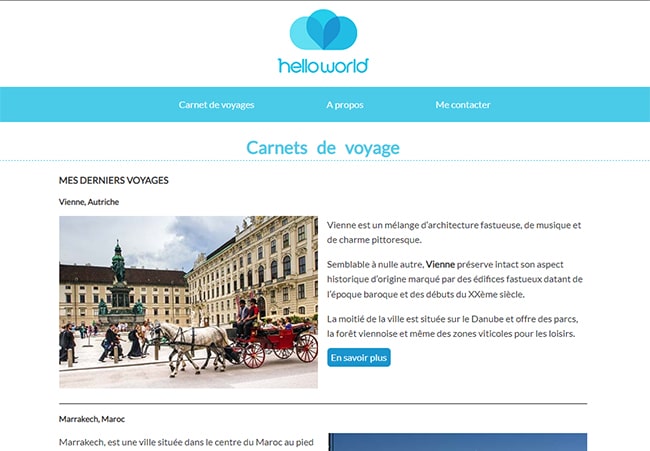 helloworld
Carnet de voyages
A propos
Me contacter
Carnets de voyage
MES DERNIERS VOYAGES
Vienne, Autriche
Vienne est un mélange d'architecture fastueuse, de musique et
de charme pittoresque.
Semblable à nulle autre, Vienne préserve intact son aspect
historique d'origine marqué par des édifices fastueux datant de
l'époque baroque et des débuts du XXème siècle.
La moitié de la ville est située sur le Danube et offre des parcs,
la forêt viennoise et même des zones viticoles pour les loisirs.
En savoir plus
Marrakech, Maroc
Marrakech, est une ville située dans le centre du Maroc au pied